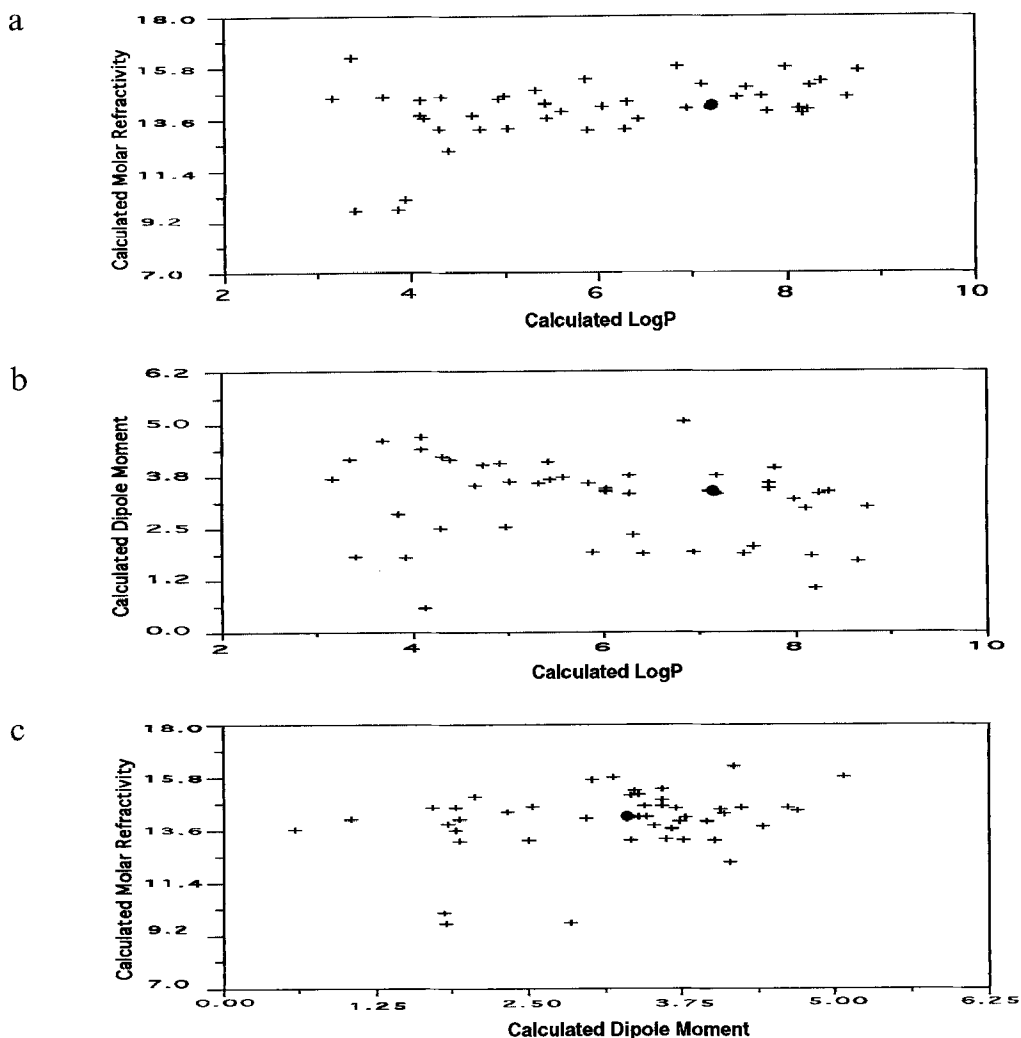 a
18.0
15.8
13.6
11.4
9.2
7.0
Calculated Molar Refractivity
2 4 6 8 10
Calculated LogP
b
6.2
5.0
3.8
2.5
1.2
0.0
Calculated Dipole Moment
2 4 6 8 10
Calculated LogP
c
18.0
15.8
13.6
11.4
9.2
7.0
Calculated Molar Refractivity
0.00 1.25 2.50 3.75 5.00 6.25
Calculated Dipole Moment